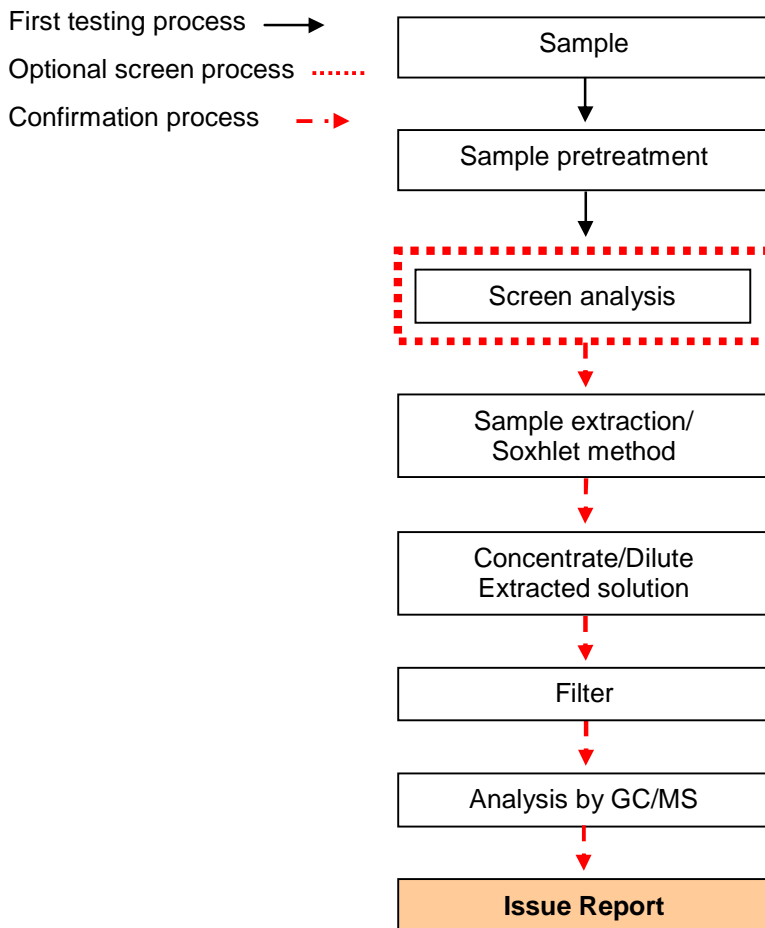 First testing process
Optional screen process
Confirmation process
Sample
Sample pretreatment
Screen analysis
Sample extraction/
Soxhlet method
Concentrate/Dilute
Extracted solution
Filter
Analysis by GC/MS
Issue Report